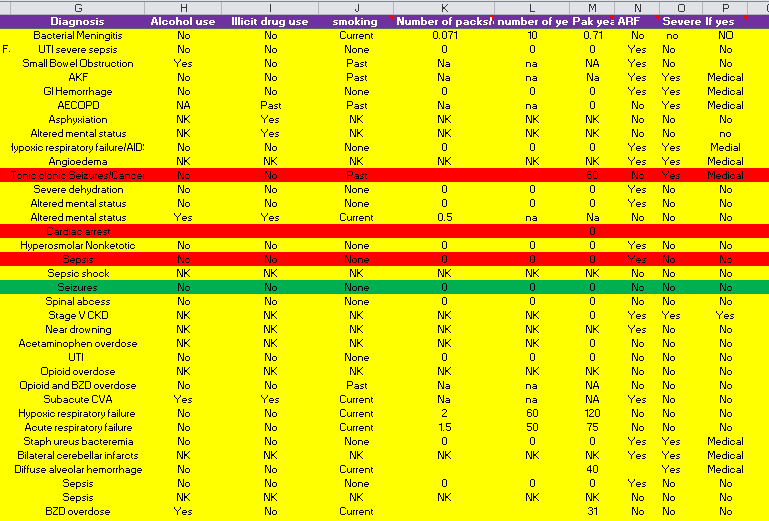 G H I J K L M N O P
Diagnosis Alcohol use Illicit drug use smoking Number of packs/ number of ye Pak yea ARF Severe If yes
Bacterial Meningitis No No Current 0.071 10 0.71 No no NO
F. UTI severe sepsis No No None 0 0 0 Yes No No
Small Bowel Obstruction Yes No Past Na na NA Yes No No
AKF No No Past Na na Na Yes Yes Medical
GI Hemorrhage No No None 0 0 0 Yes Yes Medical
AECOPD NA Past Past Na na 0 No Yes Medical
Asphyxiation NK Yes NK NK NK NK No No No
Altered mental status NK Yes NK NK NK NK No No no
Hypoxic respiratory failure/AIDS No No None 0 0 0 Yes Yes Medial
Angioedema NK NK NK NK NK NK Yes Yes Medical
Tonic clonic Seizures/Cancer No No Past 60 No Yes Medical
Severe dehydration No No None 0 0 0 Yes No No
Altered mental status No No None 0 0 0 Yes No No
Altered mental status Yes Yes Current 0.5 na Na No No No
Cardiac arrest 0
Hyperosmolar Nonketotic No No None 0 0 0 Yes No No
Sepsis No No None 0 0 0 Yes No No
Sepsic shock NK NK NK NK NK NK No No No
Seizures No No None 0 0 0 No No No
Spinal abcess No No None 0 0 0 No No No
Stage V CKD NK NK NK NK NK 0 Yes Yes Yes
Near drowning NK NK NK NK NK NK Yes No No
Acetaminophen overdose NK NK NK NK NK 0 No No No
UTI No No None 0 0 0 No No No
Opioid overdose NK NK NK NK NK 0 No No No
Opioid and BZD overdose No No Past Na na NA No No No
Subacute CVA Yes Yes Current Na na NA Yes No No
Hypoxic respiratory failure No No Current 2 60 120 No No No
Acute respiratory failure No No Current 1.5 50 75 No No No
Staph ureus bacteremia No No None 0 0 0 Yes Yes Medical
Bilateral cerebellar infarcts NK NK NK NK NK NK Yes Yes Medical
Diffuse alveolar hemorrhage No No Current 40 Yes Medical
Sepsis No No None 0 0 0 Yes No No
Sepsis NK NK NK NK NK NK No No No
BZD overdose Yes No Current 31 No No No